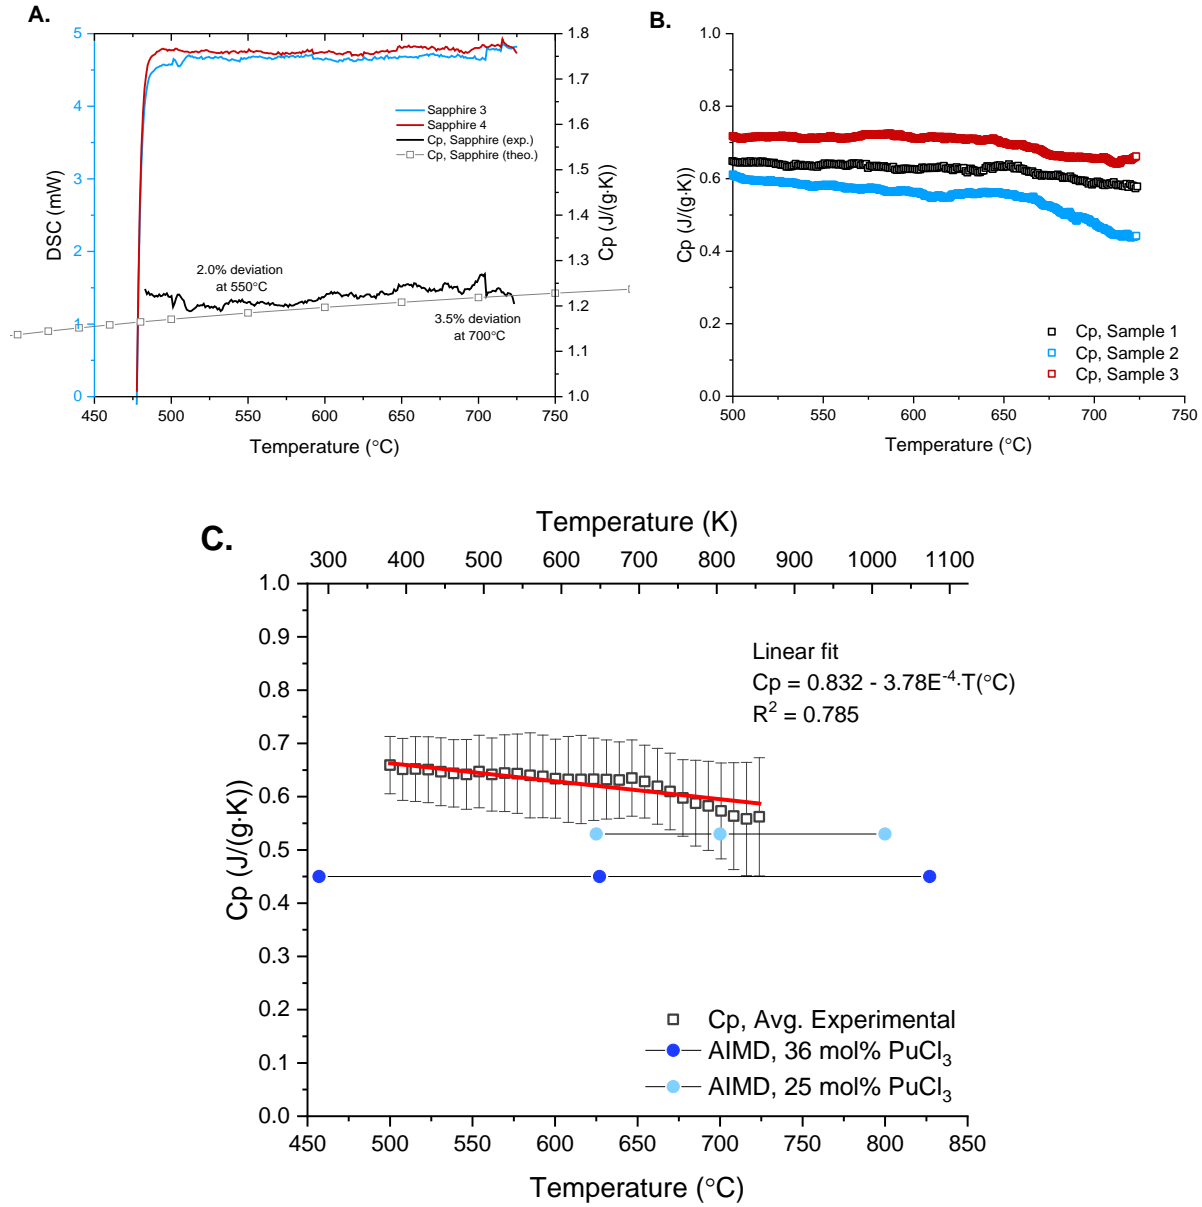 A.
5
4
3
2
1
0
DSC (mW)
1.8
1.7
1.6
1.5
1.4
1.3
1.2
1.1
1.0
Cp (J/(g·K))
Sapphire 3
Sapphire 4
Cp, Sapphire (exp.)
Cp, Sapphire (theo.)
2.0% deviation
at 550°C
3.5% deviation
at 700°C
450 500 550 600 650 700 750
Temperature (°C)
B.
1.0
0.8
0.6
0.4
0.2
0.0
Cp (J/(g·K))
Cp, Sample 1
Cp, Sample 2
Cp, Sample 3
500 550 600 650 700 750
Temperature (°C)
C.
Temperature (K)
300 400 500 600 700 800 900 1000 1100
1.0
0.9
0.8
0.7
0.6
0.5
0.4
0.3
0.2
0.1
0.0
Cp (J/(g·K))
Linear fit
Cp = 0.832 - 3.78E⁻⁴·T(°C)
R² = 0.785
Cp, Avg. Experimental
AIMD, 36 mol% PuCl₃
AIMD, 25 mol% PuCl₃
450 500 550 600 650 700 750 800 850
Temperature (°C)